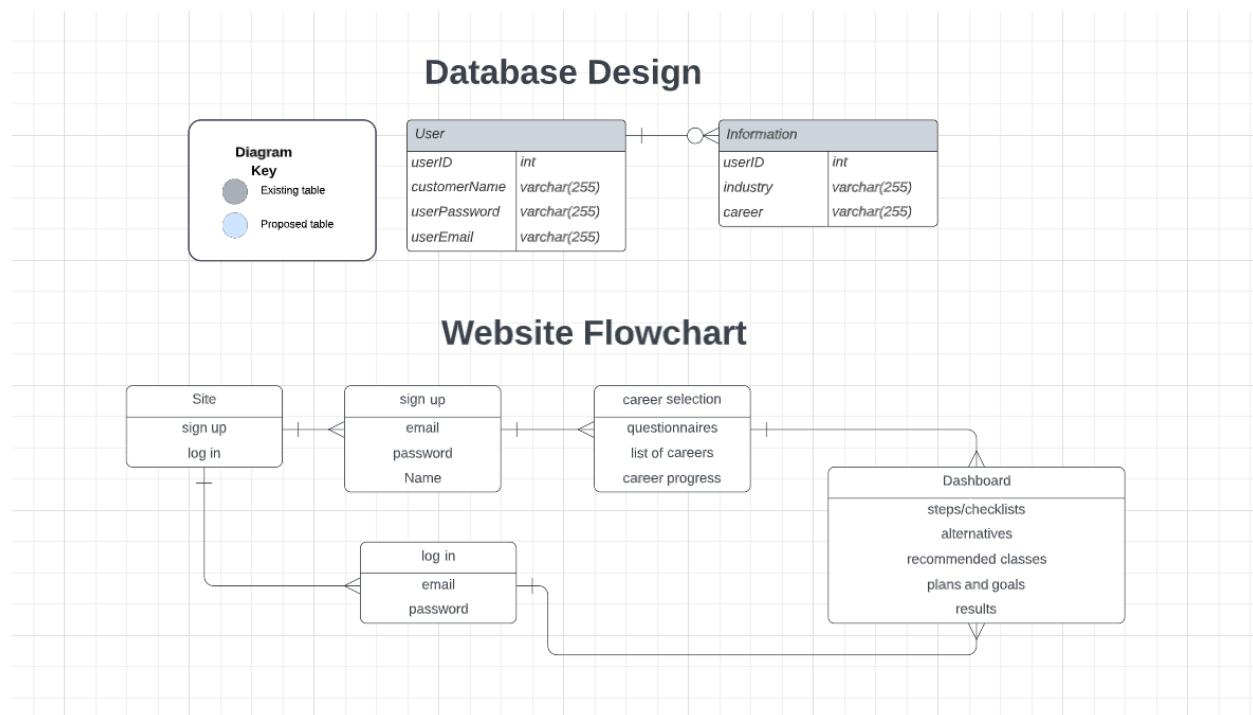 Database Design
Diagram
Key
Existing table
Proposed table
User
userID int
customerName varchar(255)
userPassword varchar(255)
userEmail varchar(255)
Information
userID int
industry varchar(255)
career varchar(255)
Website Flowchart
Site
sign up
log in
sign up
email
password
Name
career selection
questionnaires
list of careers
career progress
Dashboard
steps/checklists
alternatives
recommended classes
plans and goals
results
log in
email
password